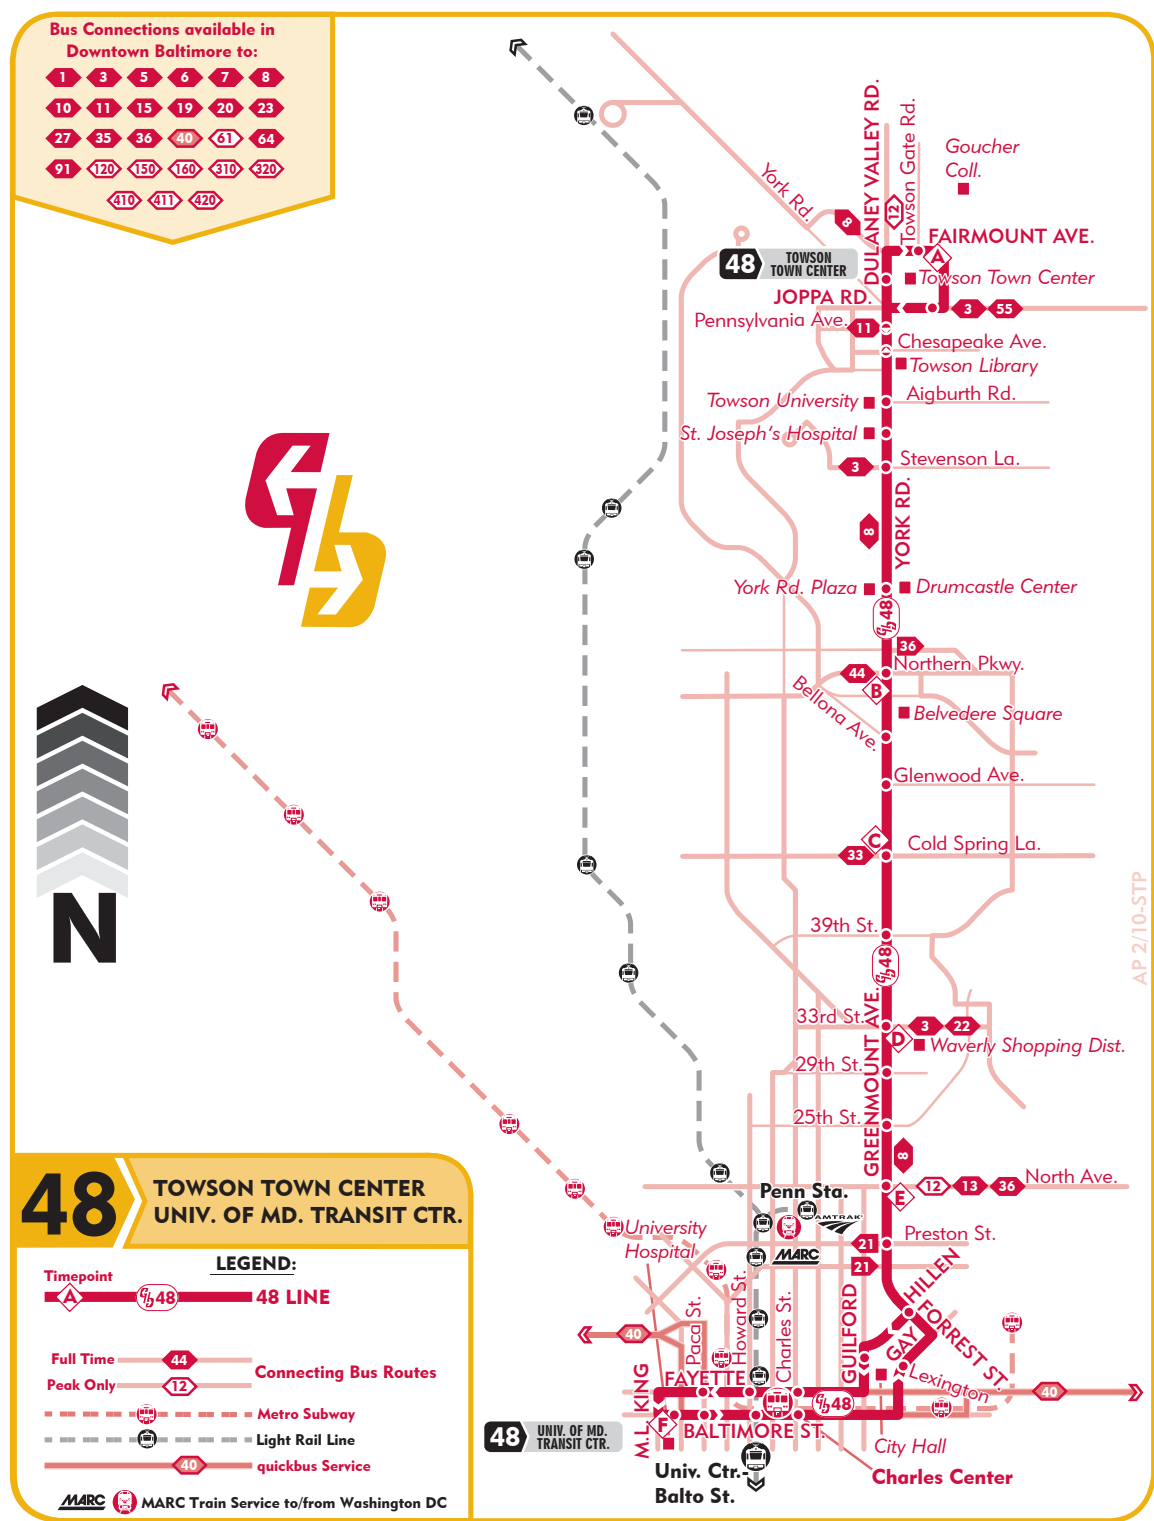 Bus Connections available in
Downtown Baltimore to:
1 3 5 6 7 8
10 11 15 19 20 23
27 35 36 40 61 64
91 120 150 160 310 320
410 411 420
York Rd.
DULANEY VALLEY RD.
Towson Gate Rd.
Goucher
Coll.
8
12
FAIRMOUNT AVE.
A
48 TOWSON
TOWN CENTER
Towson Town Center
JOPPA RD.
3 55
Pennsylvania Ave.
11
Chesapeake Ave.
Towson Library
Towson University
Aigburth Rd.
St. Joseph's Hospital
3
Stevenson La.
8
YORK RD.
York Rd. Plaza
Drumcastle Center
48
36
44
Northern Pkwy.
B
Bellona Ave.
Belvedere Square
Glenwood Ave.
C
33
Cold Spring La.
39th St.
48
GREENMOUNT AVE.
33rd St.
3 22
D
Waverly Shopping Dist.
29th St.
25th St.
8
12 13 36
North Ave.
E
Penn Sta.
AMTRAK
MARC
University
Hospital
21
Preston St.
21
HILLEN
FORREST ST.
GAY
GUILFORD
Paca St.
Howard St.
Charles St.
40
M.L. KING
FAYETTE
Lexington
40
48
F
BALTIMORE ST.
48 UNIV. OF MD.
TRANSIT CTR.
City Hall
Univ. Ctr.-
Balto St.
Charles Center
N
AP 2/10-STP
48
TOWSON TOWN CENTER
UNIV. OF MD. TRANSIT CTR.
LEGEND:
Timepoint
A 48 48 LINE
Full Time 44
Connecting Bus Routes
Peak Only 12
Metro Subway
Light Rail Line
40 quickbus Service
MARC MARC Train Service to/from Washington DC